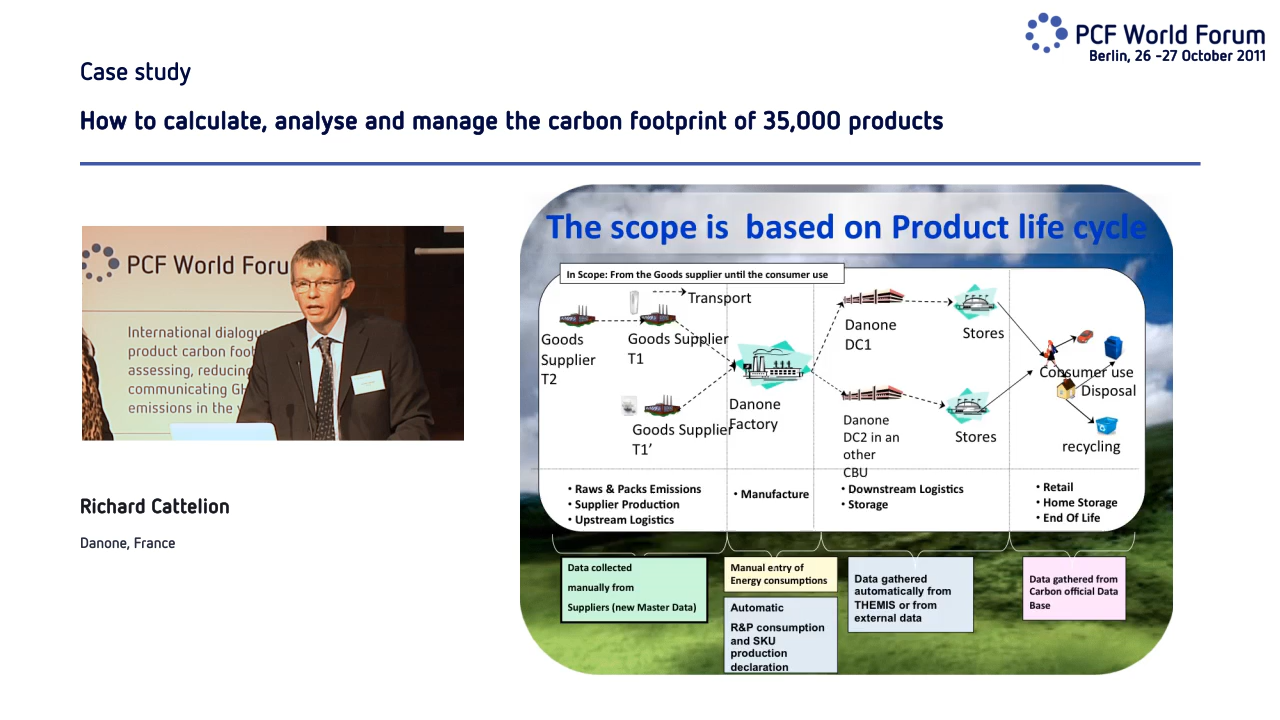 PCF World Forum
Berlin, 26 -27 October 2011
Case study
How to calculate, analyse and manage the carbon footprint of 35,000 products
PCF World Foru
International dialogu
product carbon foot
assessing, reducing
communicating GH
emissions in the v
Richard Cattelion
Danone, France
The scope is based on Product life cycle
In Scope: From the Goods supplier until the consumer use
Transport
Goods
Supplier
T2
Goods Supplier
T1
Goods Supplier
T1’
Danone
Factory
Danone
DC1
Danone
DC2 in an
other
CBU
Stores
Stores
Consumer use
Disposal
recycling
• Raws & Packs Emissions
• Supplier Production
• Upstream Logistics
• Manufacture
• Downstream Logistics
• Storage
• Retail
• Home Storage
• End Of Life
Data collected
manually from
Suppliers (new Master Data)
Manual entry of
Energy consumptions
Automatic
R&P consumption
and SKU
production
declaration
Data gathered
automatically from
THEMIS or from
external data
Data gathered from
Carbon official Data
Base